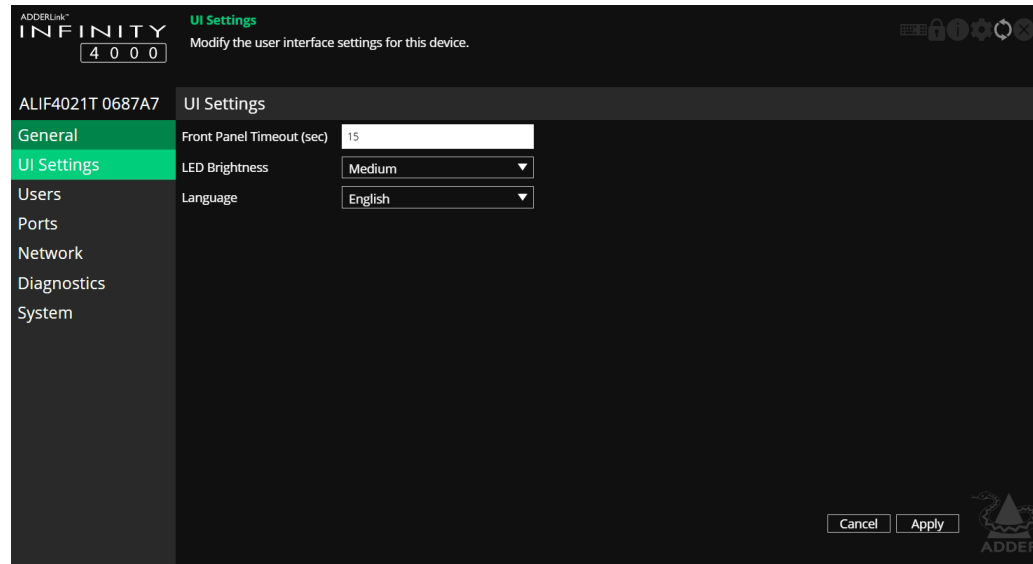 ADDERLink™
INFINITY
4000
UI Settings
Modify the user interface settings for this device.
ALIF4021T 0687A7
UI Settings
General
Front Panel Timeout (sec) 15
UI Settings
LED Brightness Medium
Users
Language English
Ports
Network
Diagnostics
System
Cancel Apply
ADDER